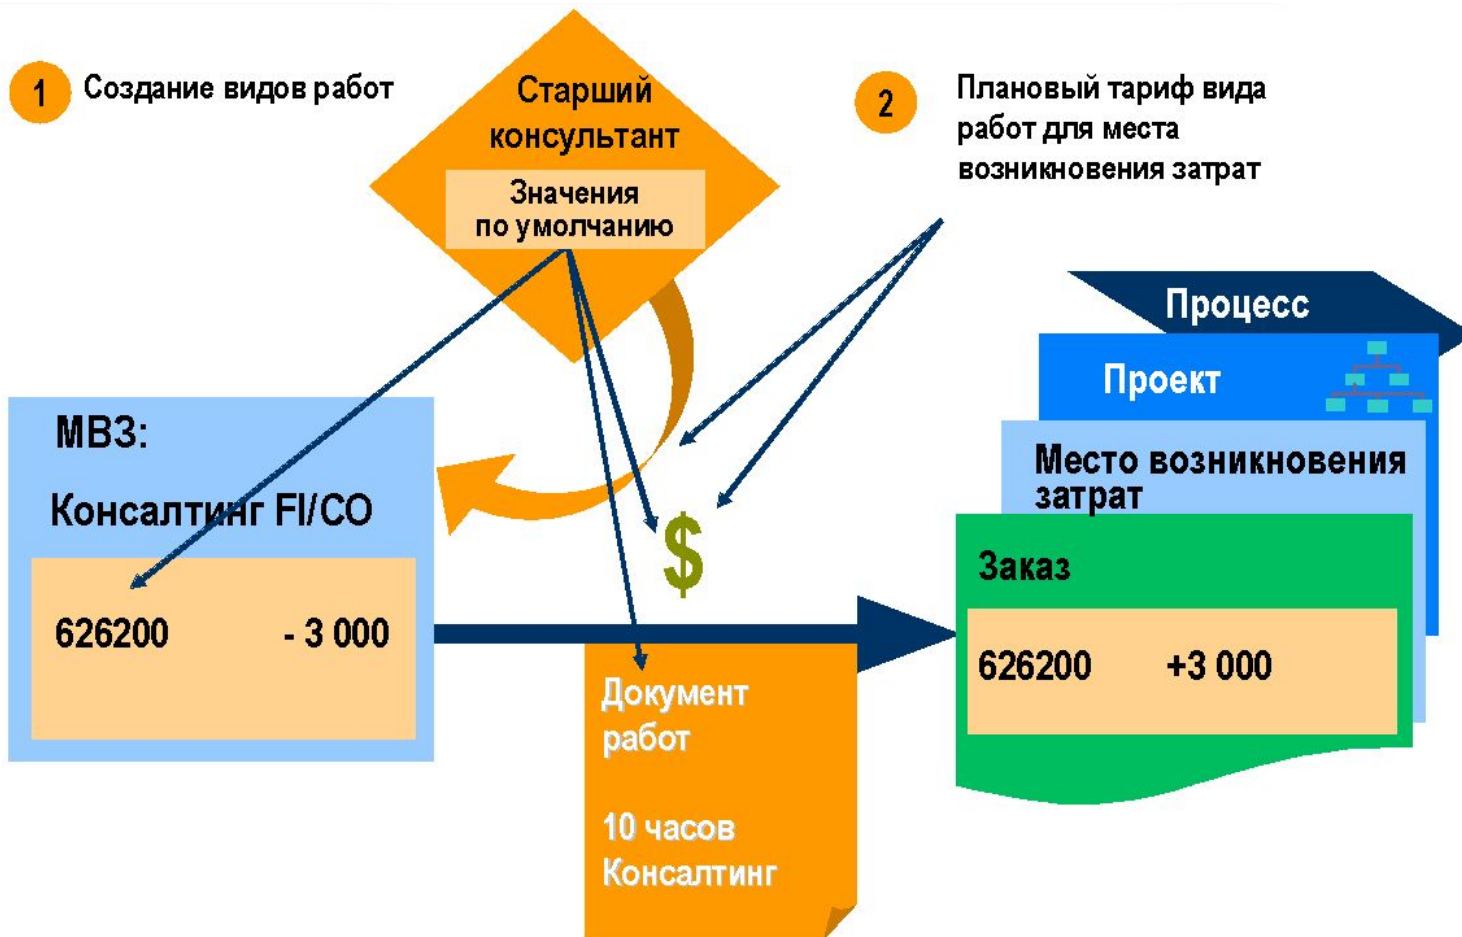 1
Создание видов работ
Старший
консультант
Значения
по умолчанию
2
Плановый тариф вида
работ для места
возникновения затрат
МВЗ:
Консалтинг FI/CO
626200 - 3 000
$
Документ
работ
10 часов
Консалтинг
Процесс
Проект
Место возникновения
затрат
Заказ
626200 +3 000